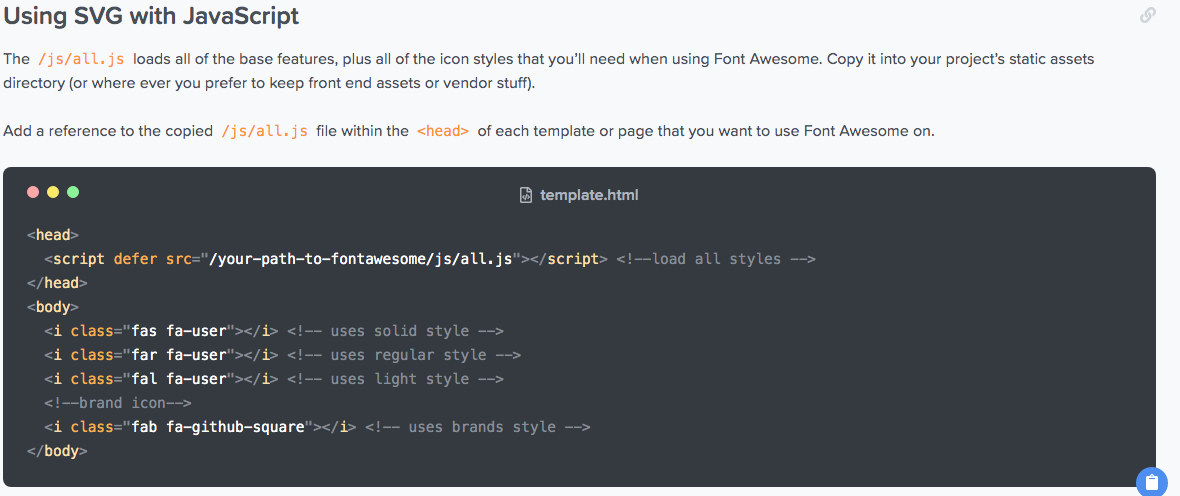 Using SVG with JavaScript
The /js/all.js loads all of the base features, plus all of the icon styles that you’ll need when using Font Awesome. Copy it into your project’s static assets
directory (or where ever you prefer to keep front end assets or vendor stuff).
Add a reference to the copied /js/all.js file within the <head> of each template or page that you want to use Font Awesome on.
template.html
<head>
  <script defer src="/your-path-to-fontawesome/js/all.js"></script> <!--load all styles -->
</head>
<body>
  <i class="fas fa-user"></i> <!-- uses solid style -->
  <i class="far fa-user"></i> <!-- uses regular style -->
  <i class="fal fa-user"></i> <!-- uses light style -->
  <!--brand icon-->
  <i class="fab fa-github-square"></i> <!-- uses brands style -->
</body>